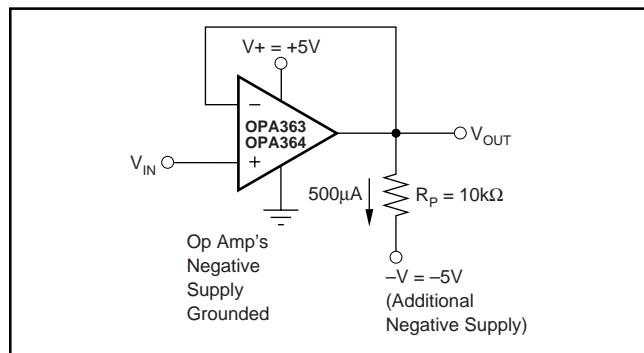 V+ = +5V
−
OPA363
OPA364
+
V_IN
V_OUT
500µA
R_P = 10kΩ
Op Amp's
Negative
Supply
Grounded
–V = –5V
(Additional
Negative Supply)